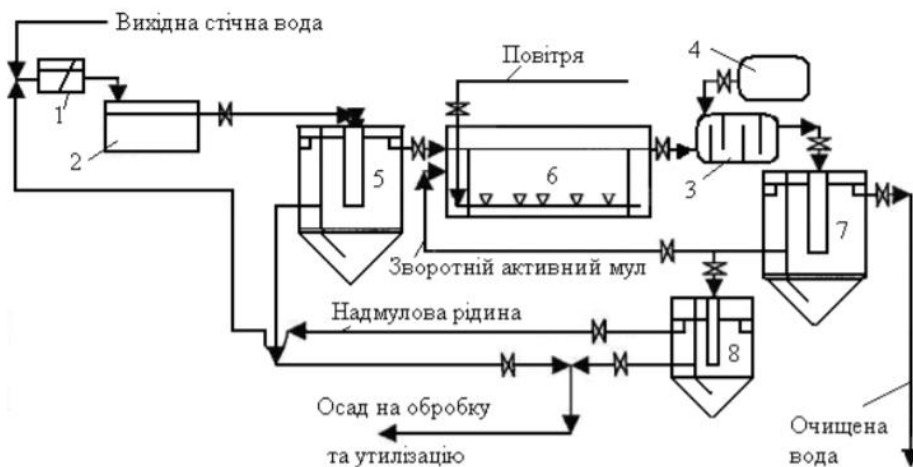 Вихідна стічна вода
Повітря
4
1
2
5
6
3
7
Зворотній активний мул
Надмулова рідина
8
Осад на обробку
та утилизацію
Очищена
вода